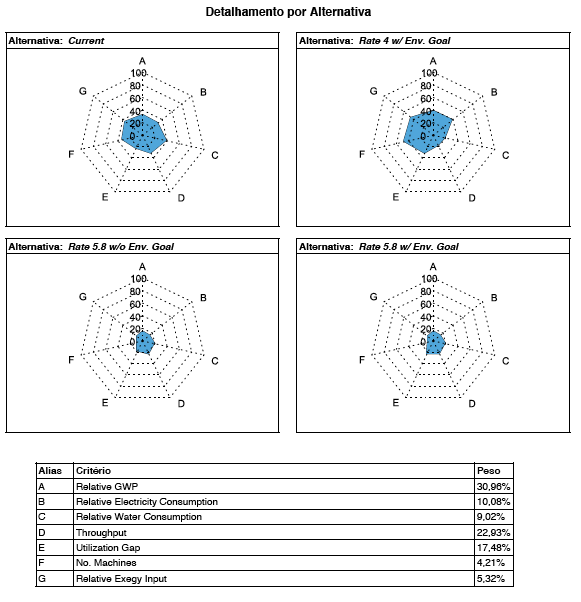 Detalhamento por Alternativa
Alternativa: Current
A
100
80
60
40
20
0
B
C
D
E
F
G
Alternativa: Rate 4 w/ Env. Goal
A
100
80
60
40
20
0
B
C
D
E
F
G
Alternativa: Rate 5.8 w/o Env. Goal
A
100
80
60
40
20
0
B
C
D
E
F
G
Alternativa: Rate 5.8 w/ Env. Goal
A
100
80
60
40
20
0
B
C
D
E
F
G
Alias Critério Peso
A Relative GWP 30,96%
B Relative Electricity Consumption 10,08%
C Relative Water Consumption 9,02%
D Throughput 22,93%
E Utilization Gap 17,48%
F No. Machines 4,21%
G Relative Exegy Input 5,32%